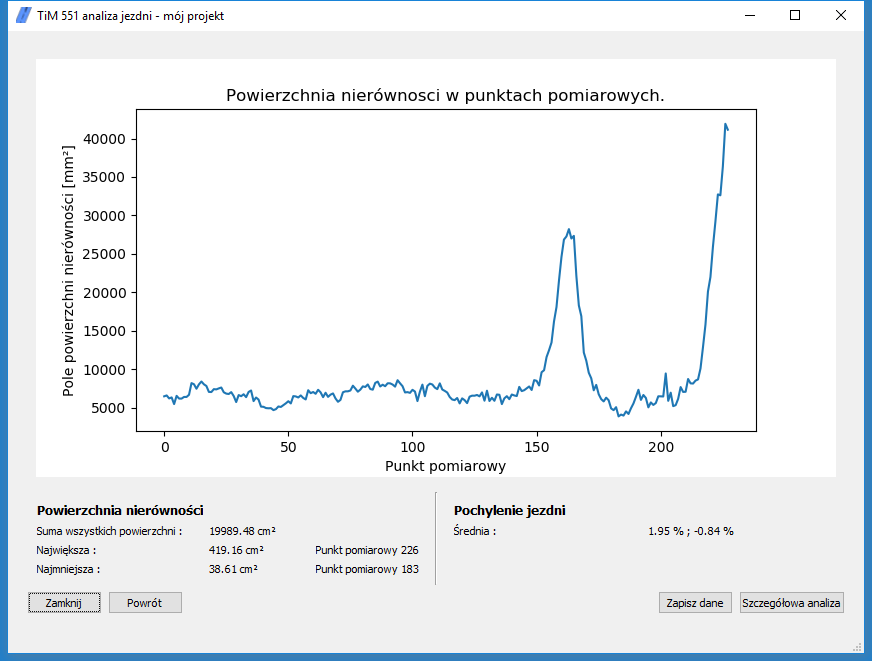 TiM 551 analiza jezdni - mój projekt
Powierzchnia nierównosci w punktach pomiarowych.
Pole powierzchni nierówności [mm²]
40000
35000
30000
25000
20000
15000
10000
5000
0 50 100 150 200
Punkt pomiarowy
Powierzchnia nierówności
Suma wszystkich powierzchni : 19989.48 cm²
Największa : 419.16 cm² Punkt pomiarowy 226
Najmniejsza : 38.61 cm² Punkt pomiarowy 183
Pochylenie jezdni
Średnia : 1.95 % ; -0.84 %
Zamknij Powrót Zapisz dane Szczegółowa analiza